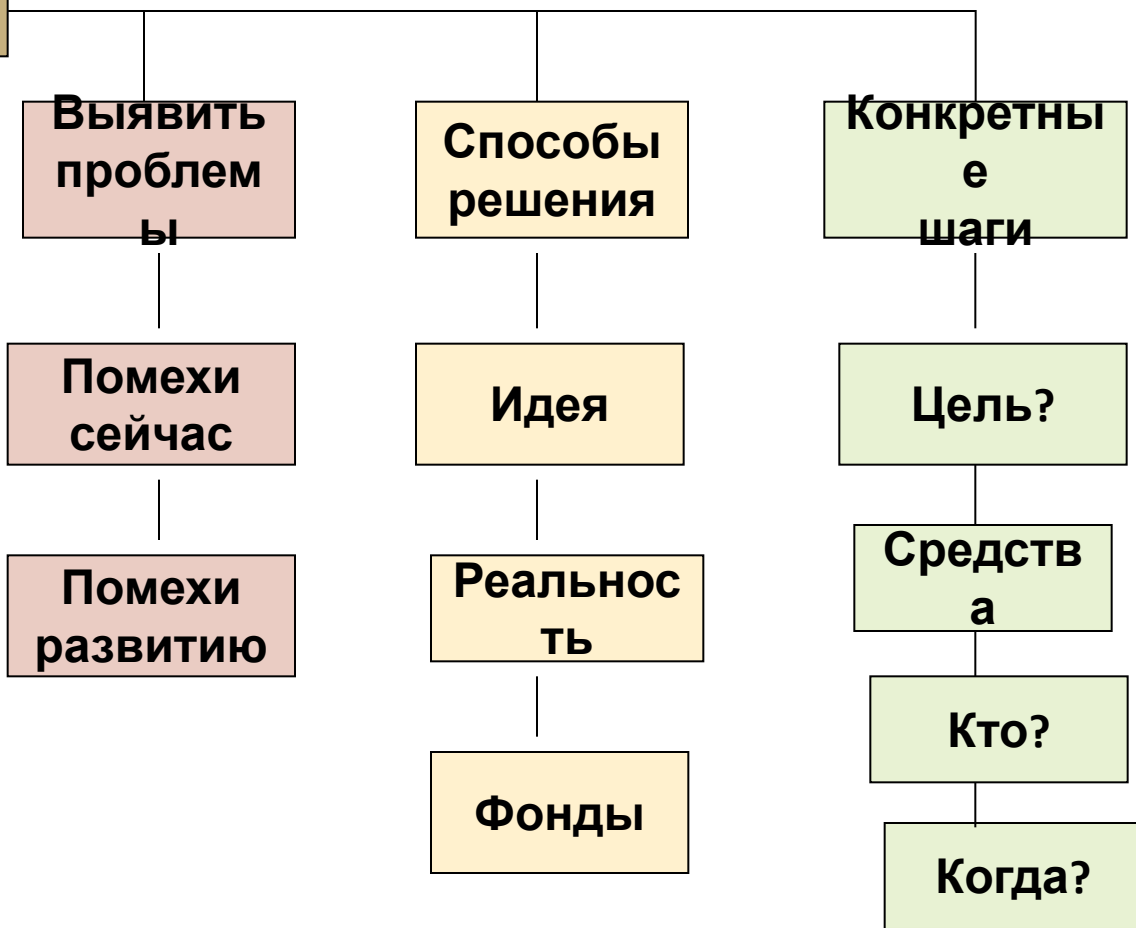 Выявить
проблем
ы
Помехи
сейчас
Помехи
развитию
Способы
решения
Идея
Реальнос
ть
Фонды
Конкретны
е
шаги
Цель?
Средств
а
Кто?
Когда?